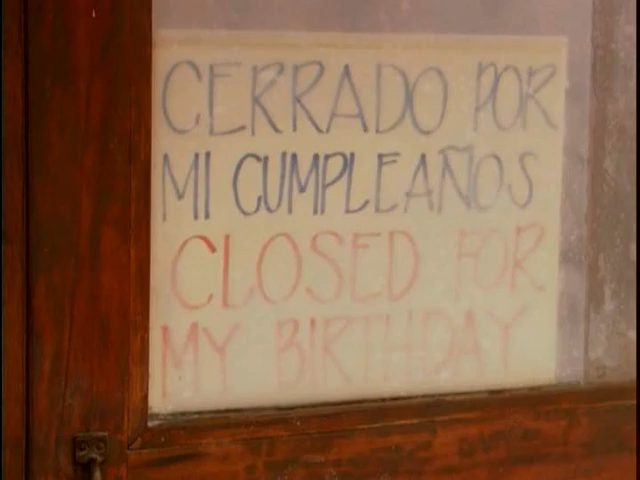 CERRADO POR
MI CUMPLEAÑOS
CLOSED FOR
MY BIRTHDAY